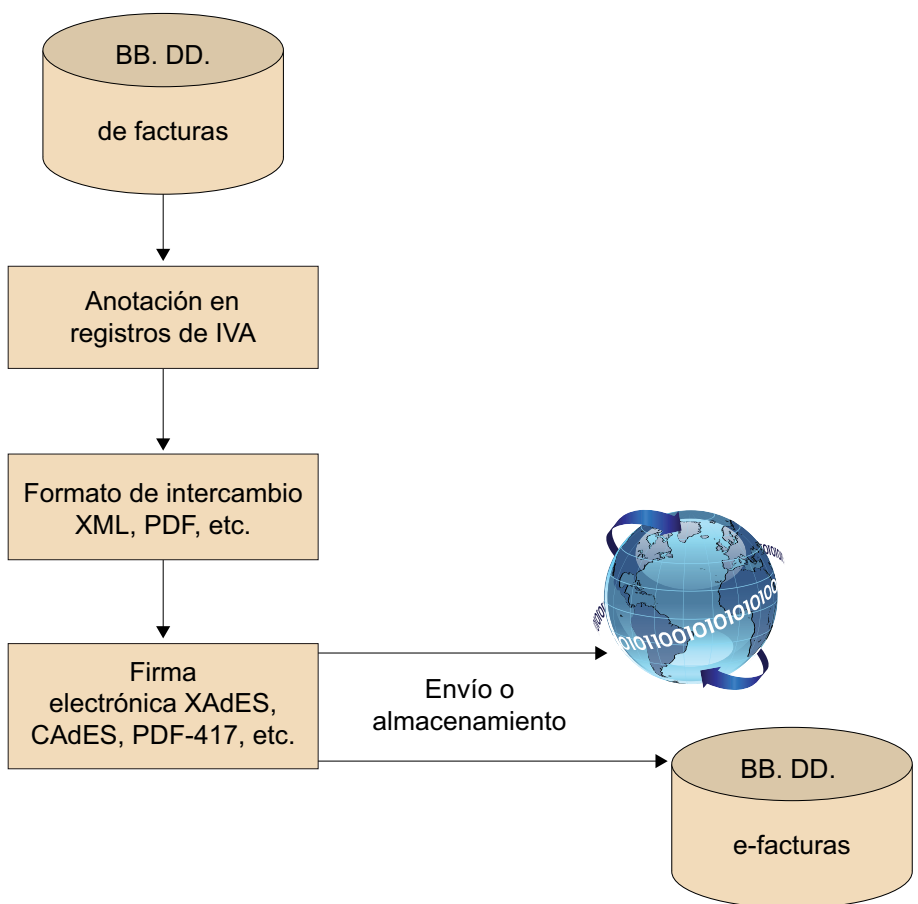 BB. DD.
de facturas
Anotación en
registros de IVA
Formato de intercambio
XML, PDF, etc.
Firma
electrónica XAdES,
CAdES, PDF-417, etc.
Envío o
almacenamiento
BB. DD.
e-facturas